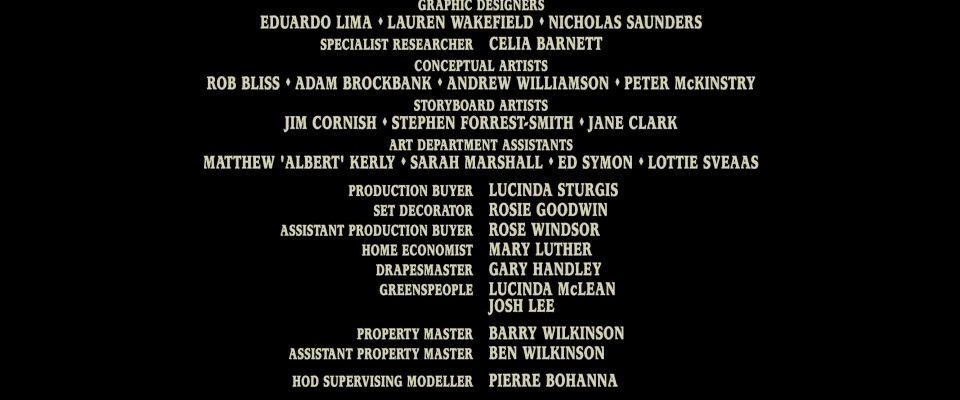 GRAPHIC DESIGNERS
EDUARDO LIMA ♦ LAUREN WAKEFIELD ♦ NICHOLAS SAUNDERS
SPECIALIST RESEARCHER CELIA BARNETT
CONCEPTUAL ARTISTS
ROB BLISS ♦ ADAM BROCKBANK ♦ ANDREW WILLIAMSON ♦ PETER McKINSTRY
STORYBOARD ARTISTS
JIM CORNISH ♦ STEPHEN FORREST-SMITH ♦ JANE CLARK
ART DEPARTMENT ASSISTANTS
MATTHEW 'ALBERT' KERLY ♦ SARAH MARSHALL ♦ ED SYMON ♦ LOTTIE SVEAAS
PRODUCTION BUYER LUCINDA STURGIS
SET DECORATOR ROSIE GOODWIN
ASSISTANT PRODUCTION BUYER ROSE WINDSOR
HOME ECONOMIST MARY LUTHER
DRAPESMASTER GARY HANDLEY
GREENSPEOPLE LUCINDA McLEAN
JOSH LEE
PROPERTY MASTER BARRY WILKINSON
ASSISTANT PROPERTY MASTER BEN WILKINSON
HOD SUPERVISING MODELLER PIERRE BOHANNA